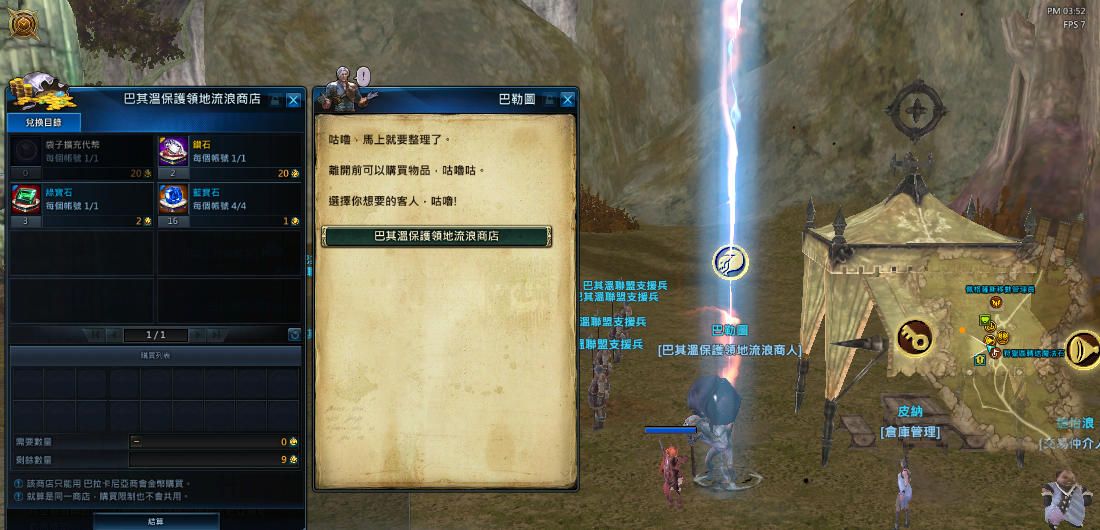 PM 03:52
FPS 7
巴其溫保護領地流浪商店
兌換目錄
袋子擴充代幣
每個帳號 1/1
0
20
鑽石
每個帳號 1/1
2
20
綠寶石
每個帳號 1/1
3
2
藍寶石
每個帳號 4/4
16
1
1/1
購買列表
需要數量
0
剩餘數量
9
該商店只能用 巴拉卡尼亞商會金幣購買。
就算是同一商店，購買限制也不會共用。
結算
巴勒圖
咕嚕、馬上就要整理了。
離開前可以購買物品，咕嚕咕。
選擇你想要的客人，咕嚕!
巴其溫保護領地流浪商店
巴其溫聯盟支援兵
巴其溫聯盟支援兵
溫聯盟支援兵
溫聯盟支援兵
巴勒圖
[巴其溫保護領地流浪商人]
皮納
[倉庫管理]
浪
[交易仲介人